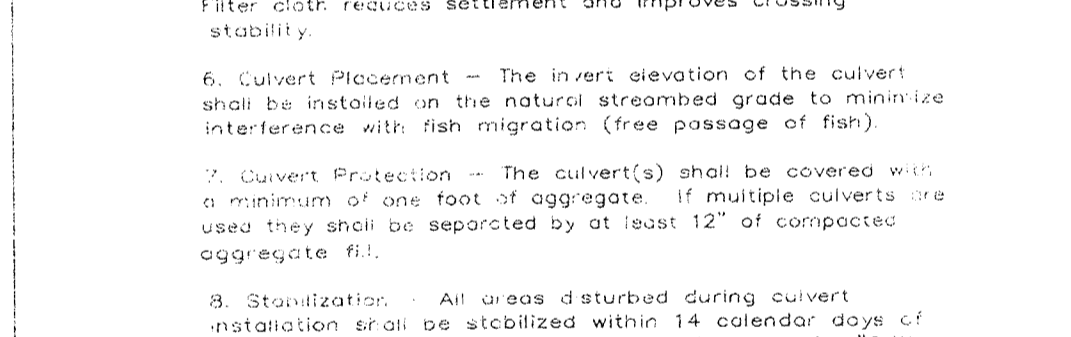 Filter cloth reduces settlement and improves crossing
stability.
6. Culvert Placement - The invert elevation of the culvert
shall be installed on the natural streambed grade to minimize
interference with fish migration (free passage of fish).
7. Culvert Protection - The culvert(s) shall be covered with
a minimum of one foot of aggregate. If multiple culverts are
used they shall be separated by at least 12" of compacted
aggregate fill.
8. Stabilization - All areas disturbed during culvert
installation shall be stabilized within 14 calendar days of